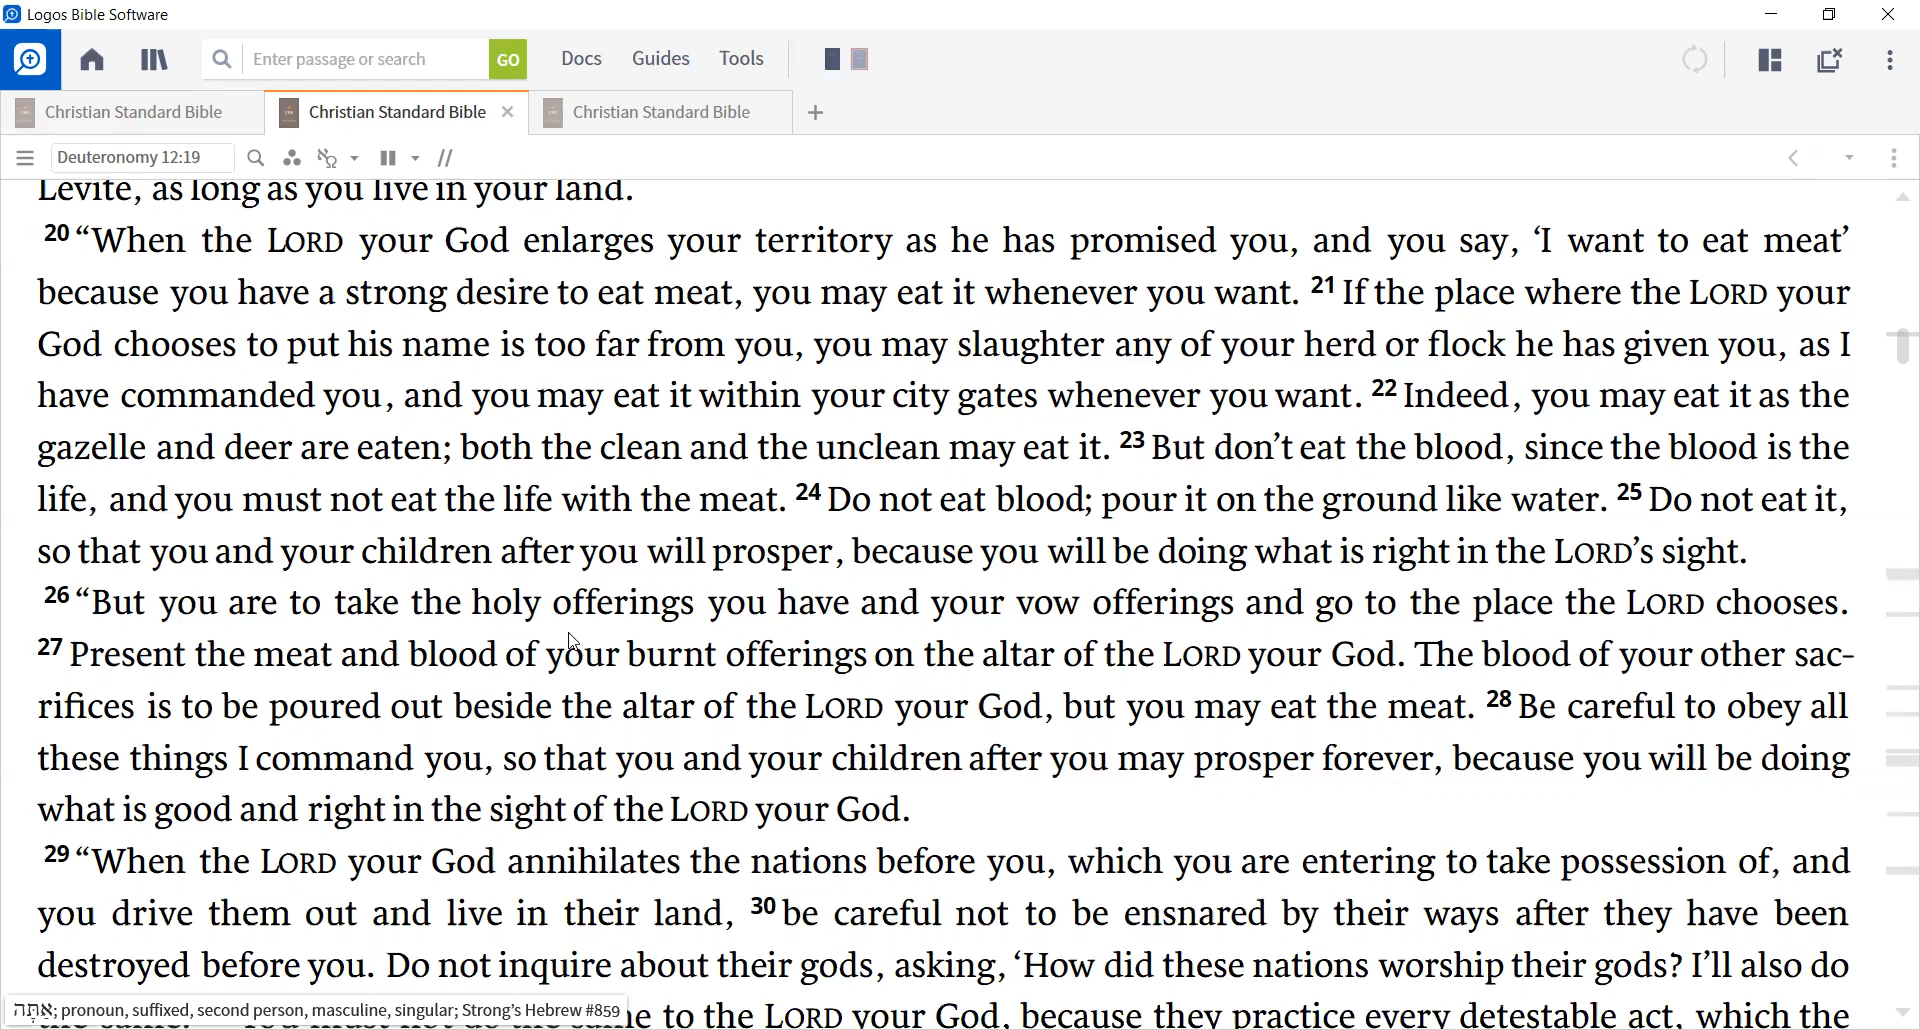 Logos Bible Software
Enter passage or search GO Docs Guides Tools
Christian Standard Bible Christian Standard Bible Christian Standard Bible
Deuteronomy 12:19
Levite, as long as you live in your land.
20 “When the LORD your God enlarges your territory as he has promised you, and you say, ‘I want to eat meat’
because you have a strong desire to eat meat, you may eat it whenever you want. 21 If the place where the LORD your
God chooses to put his name is too far from you, you may slaughter any of your herd or flock he has given you, as I
have commanded you, and you may eat it within your city gates whenever you want. 22 Indeed, you may eat it as the
gazelle and deer are eaten; both the clean and the unclean may eat it. 23 But don’t eat the blood, since the blood is the
life, and you must not eat the life with the meat. 24 Do not eat blood; pour it on the ground like water. 25 Do not eat it,
so that you and your children after you will prosper, because you will be doing what is right in the LORD’s sight.
26 “But you are to take the holy offerings you have and your vow offerings and go to the place the LORD chooses.
27 Present the meat and blood of your burnt offerings on the altar of the LORD your God. The blood of your other sac-
rifices is to be poured out beside the altar of the LORD your God, but you may eat the meat. 28 Be careful to obey all
these things I command you, so that you and your children after you may prosper forever, because you will be doing
what is good and right in the sight of the LORD your God.
29 “When the LORD your God annihilates the nations before you, which you are entering to take possession of, and
you drive them out and live in their land, 30 be careful not to be ensnared by their ways after they have been
destroyed before you. Do not inquire about their gods, asking, ‘How did these nations worship their gods? I’ll also do
אַתָּה; pronoun, suffixed, second person, masculine, singular; Strong’s Hebrew #859
to the LORD your God, because they practice every detestable act, which the